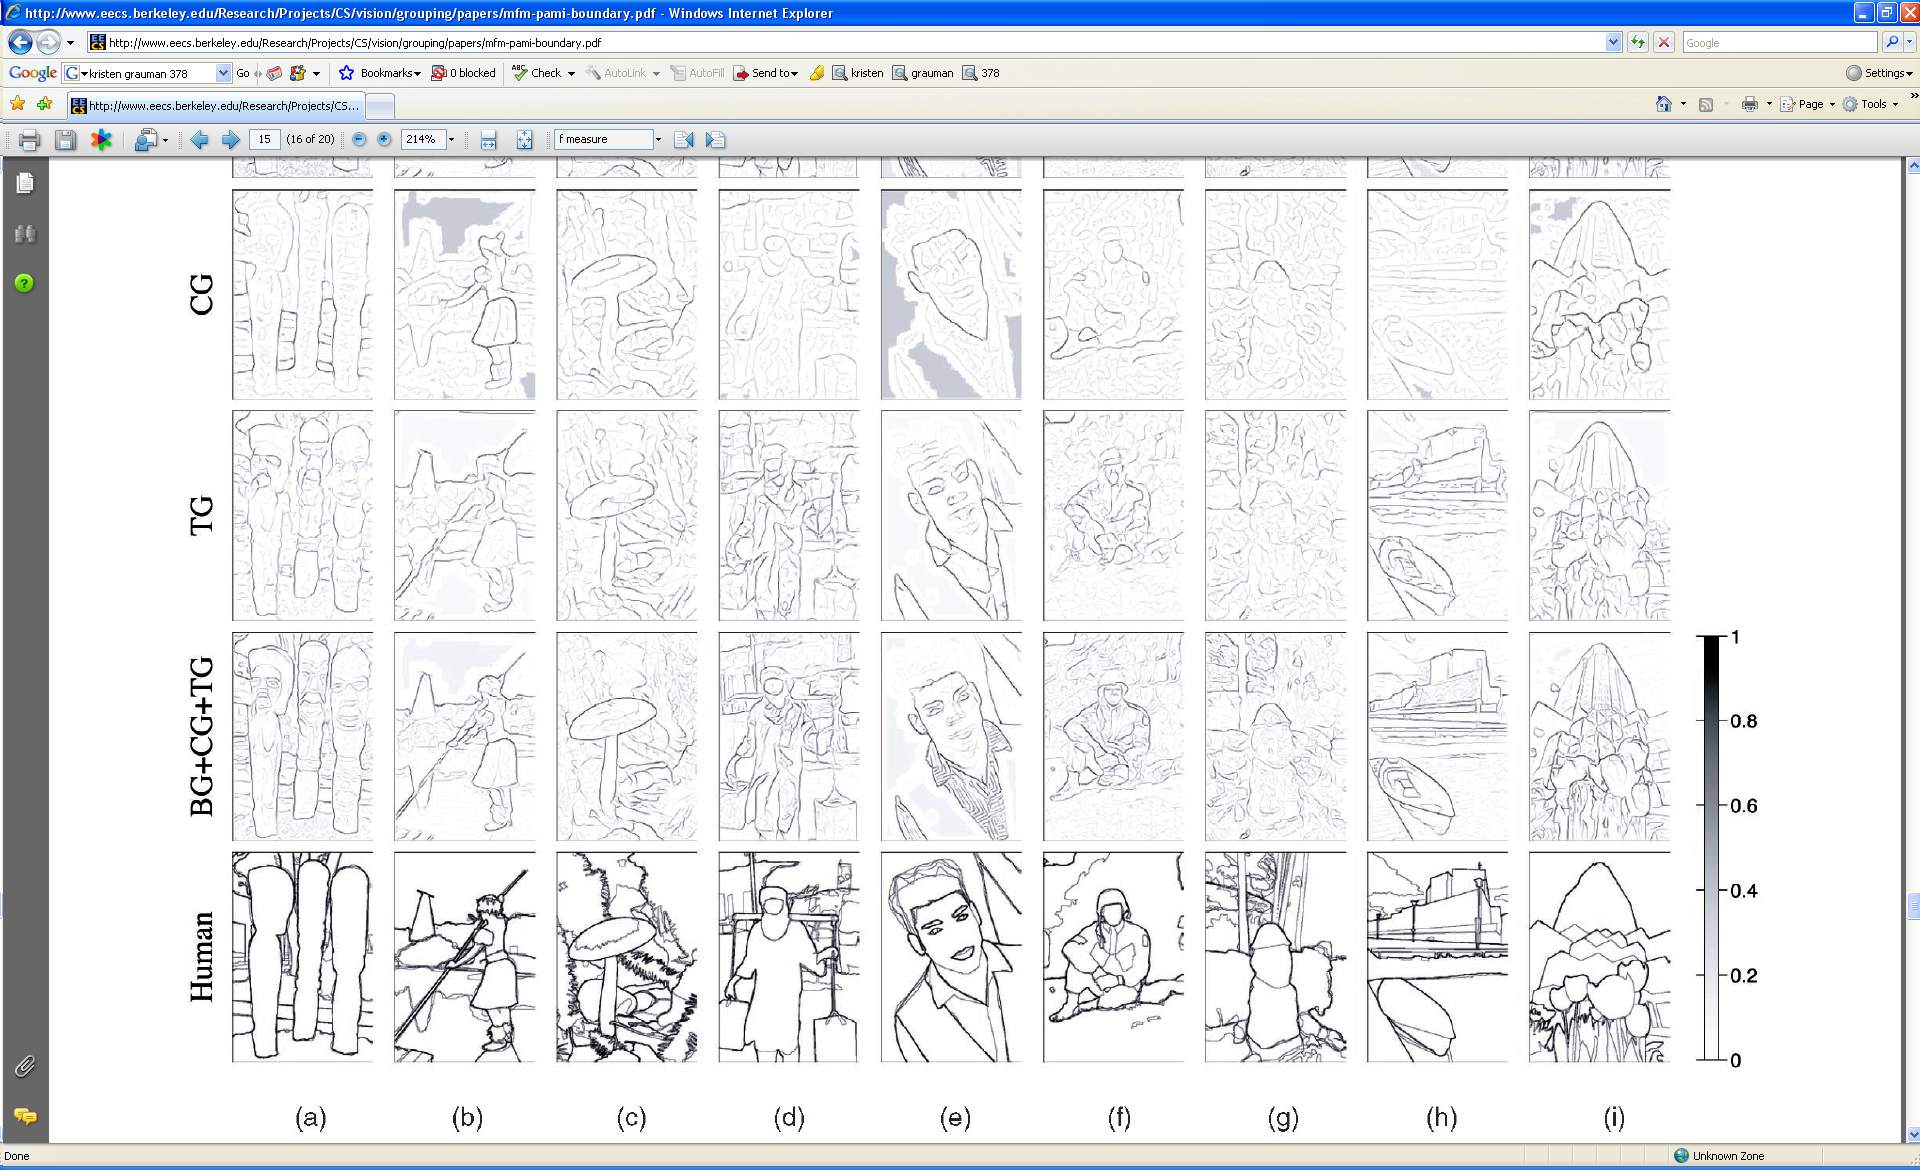 http://www.eecs.berkeley.edu/Research/Projects/CS/vision/grouping/papers/mfm-pami-boundary.pdf - Windows Internet Explorer
http://www.eecs.berkeley.edu/Research/Projects/CS/vision/grouping/papers/mfm-pami-boundary.pdf
Google
Google kristen grauman 378 Go Bookmarks 0 blocked ABC Check AutoLink AutoFill Send to kristen grauman 378 Settings
http://www.eecs.berkeley.edu/Research/Projects/CS... Page Tools
15 (16 of 20) 214% f measure
CG
TG
BG+CG+TG
Human
1
0.8
0.6
0.4
0.2
0
(a) (b) (c) (d) (e) (f) (g) (h) (i)
Done Unknown Zone